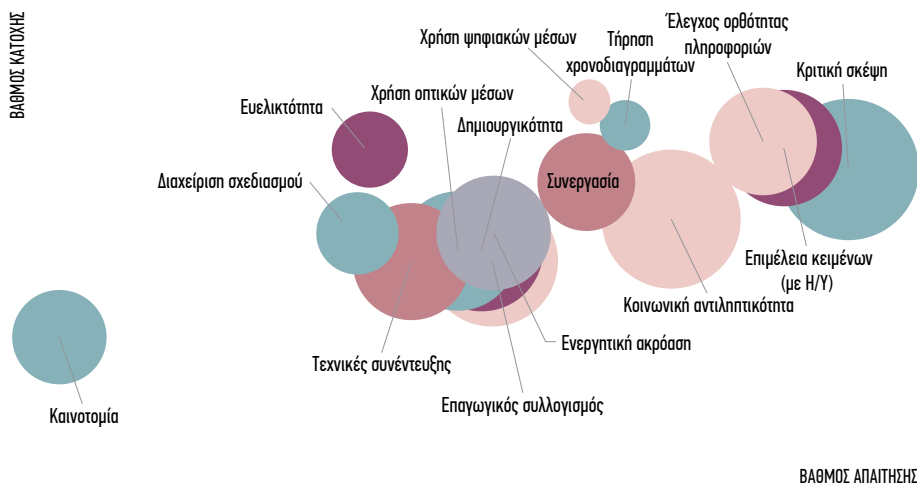 ΒΑΘΜΟΣ ΚΑΤΟΧΗΣ
Έλεγχος ορθότητας
πληροφοριών
Χρήση ψηφιακών μέσων
Τήρηση
χρονοδιαγραμμάτων
Κριτική σκέψη
Ευελικτότητα
Χρήση οπτικών μέσων
Δημιουργικότητα
Διαχείριση σχεδιασμού
Συνεργασία
Επιμέλεια κειμένων
(με Η/Υ)
Κοινωνική αντιληπτικότητα
Ενεργητική ακρόαση
Τεχνικές συνέντευξης
Επαγωγικός συλλογισμός
Καινοτομία
ΒΑΘΜΟΣ ΑΠΑΙΤΗΣΗΣ